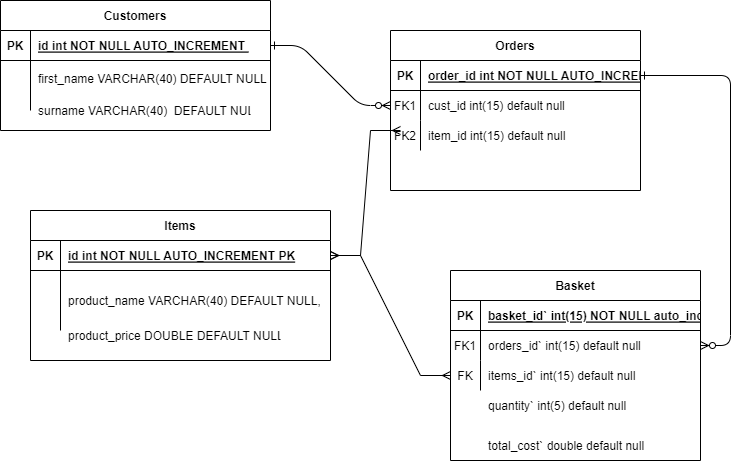 Customers
PK id int NOT NULL AUTO_INCREMENT
first_name VARCHAR(40) DEFAULT NULL
surname VARCHAR(40) DEFAULT NUL
Orders
PK order_id int NOT NULL AUTO_INCRE
FK1 cust_id int(15) default null
FK2 item_id int(15) default null
Items
PK id int NOT NULL AUTO_INCREMENT PK
product_name VARCHAR(40) DEFAULT NULL,
product_price DOUBLE DEFAULT NULL
Basket
PK basket_id` int(15) NOT NULL auto_inc
FK1 orders_id` int(15) default null
FK items_id` int(15) default null
quantity` int(5) default null
total_cost` double default null